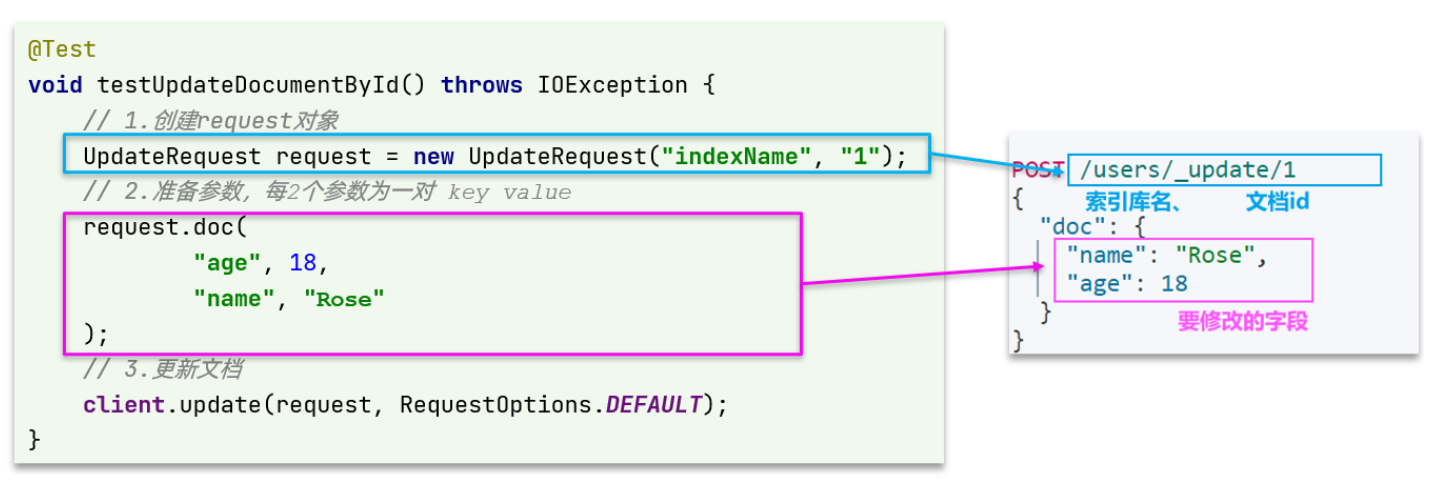 @Test
void testUpdateDocumentById() throws IOException {
// 1.创建request对象
UpdateRequest request = new UpdateRequest("indexName", "1");
// 2.准备参数，每2个参数为一对 key value
request.doc(
"age", 18,
"name", "Rose"
);
// 3.更新文档
client.update(request, RequestOptions.DEFAULT);
}
POST /users/_update/1
{ 索引库名、 文档id
"doc": {
"name": "Rose",
"age": 18
}
要修改的字段
}